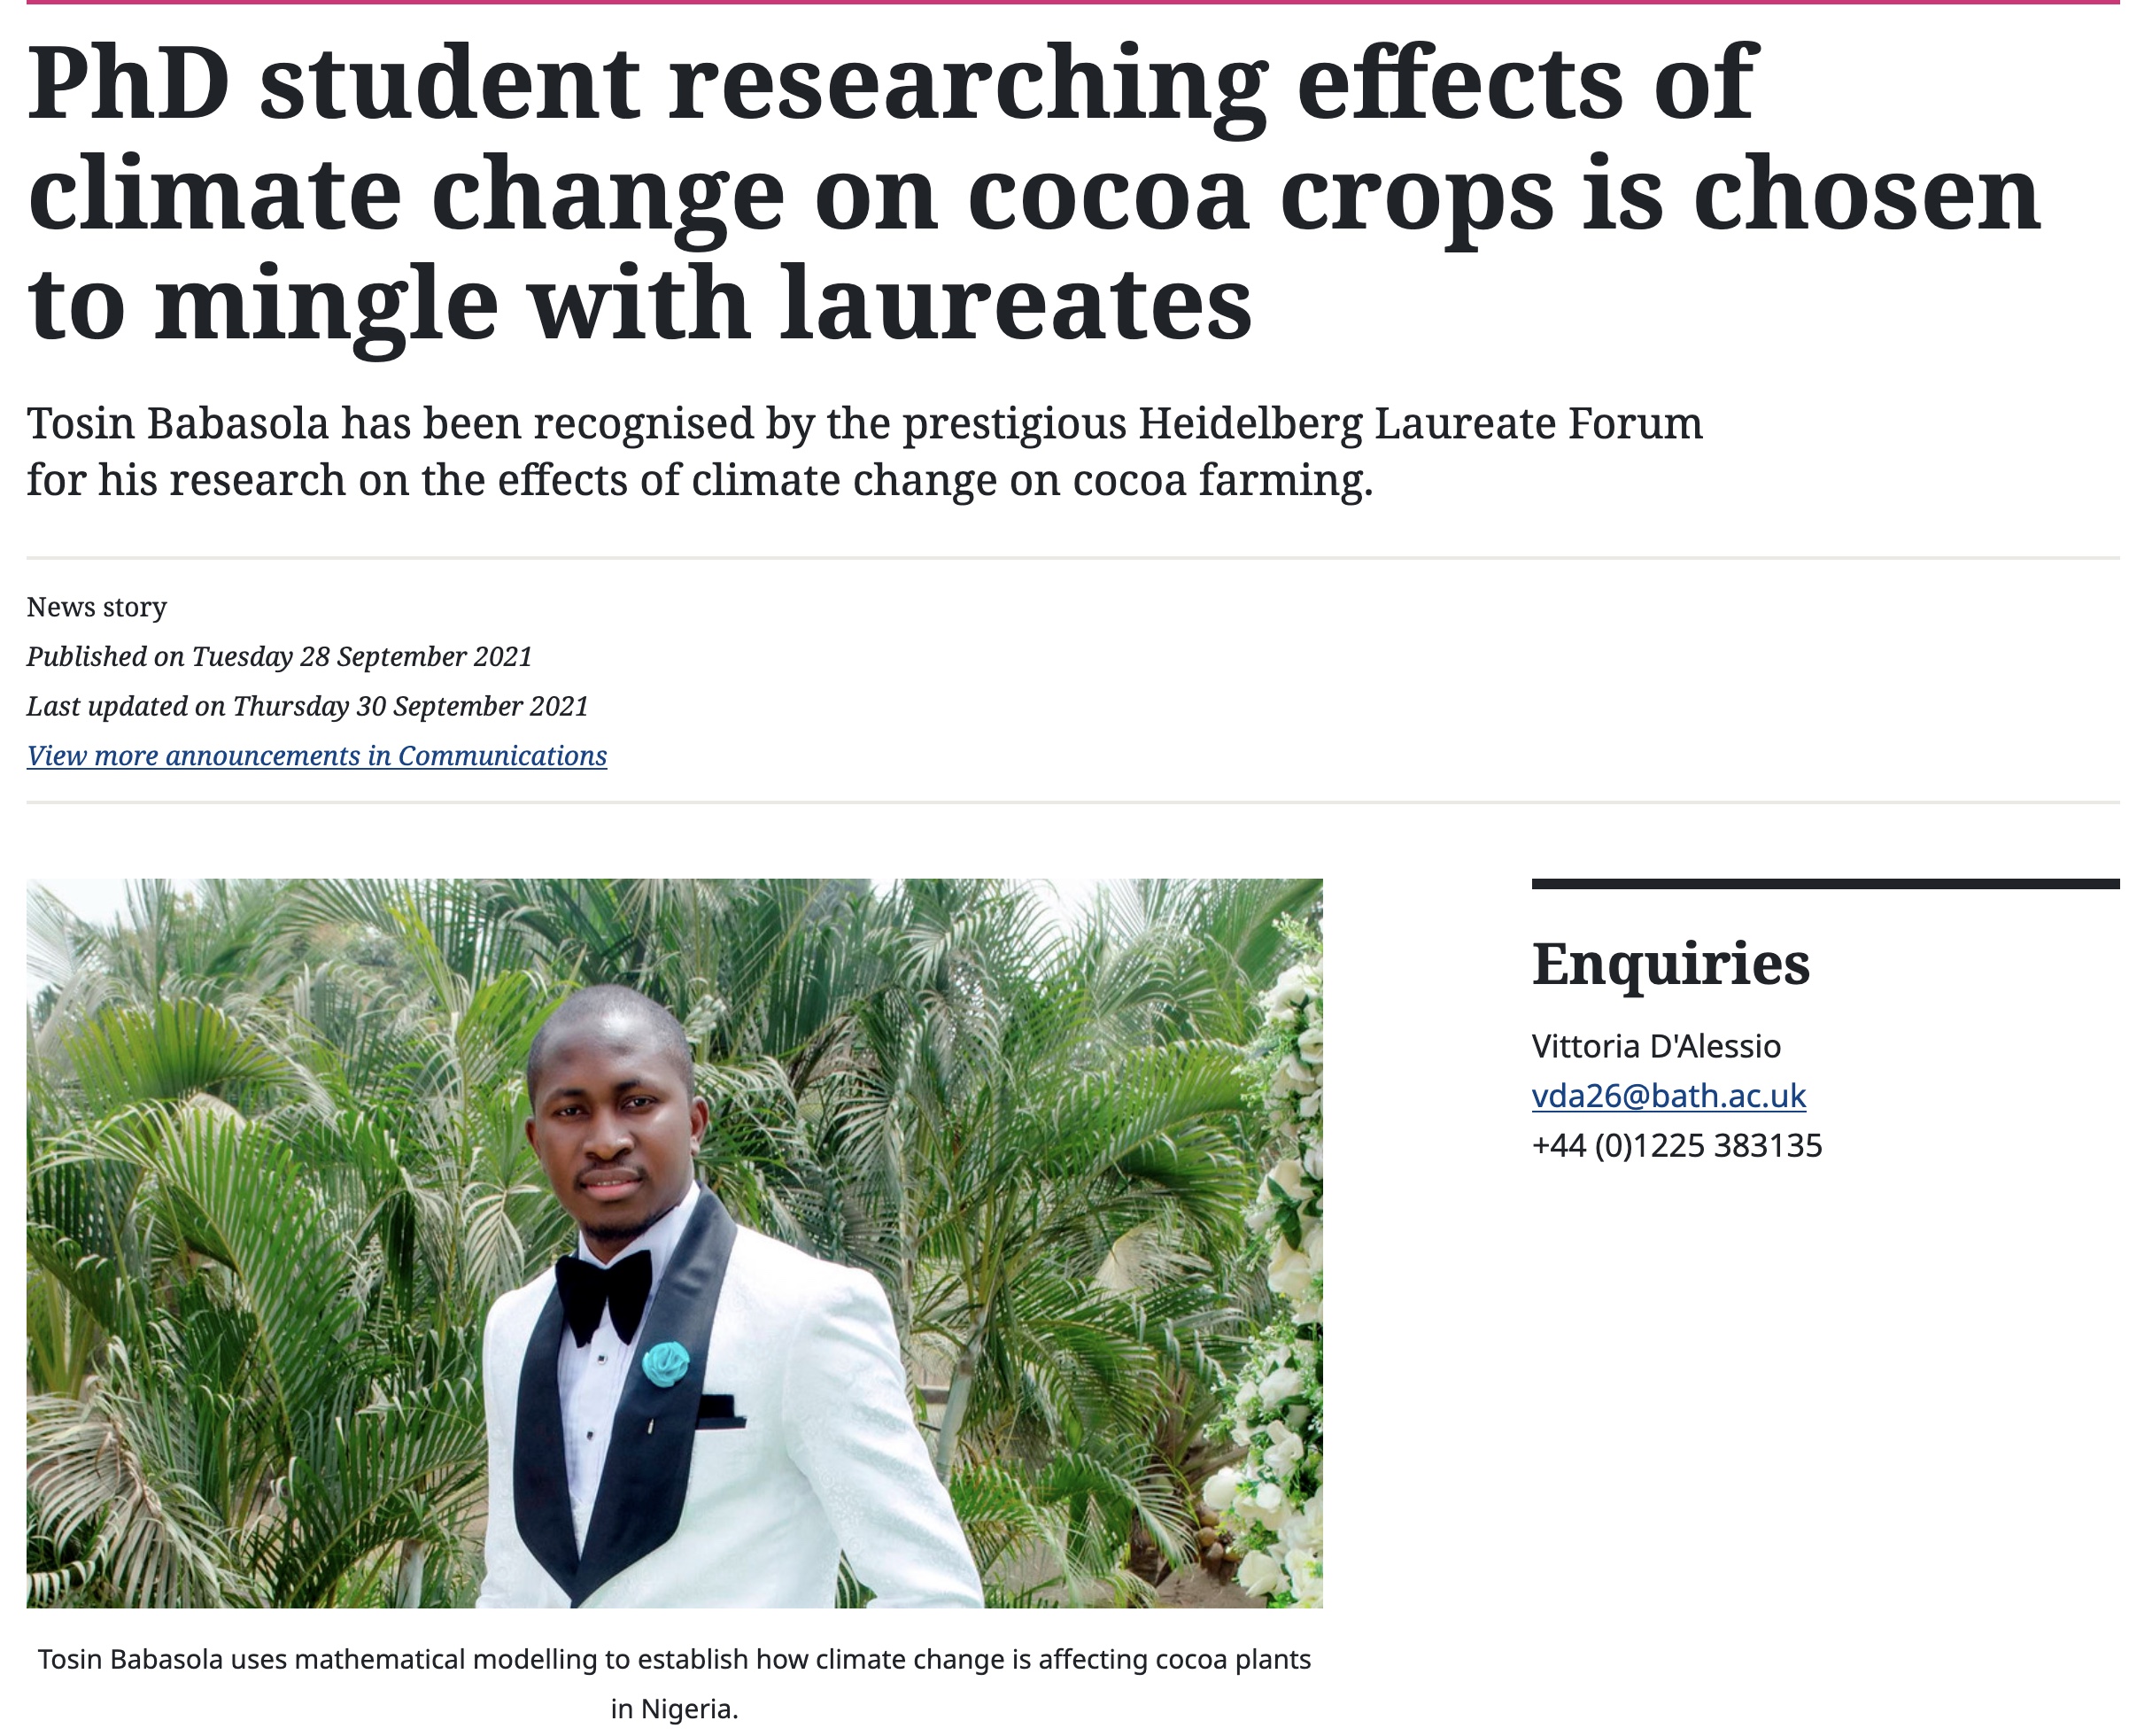 PhD student researching effects of
climate change on cocoa crops is chosen
to mingle with laureates
Tosin Babasola has been recognised by the prestigious Heidelberg Laureate Forum
for his research on the effects of climate change on cocoa farming.
News story
Published on Tuesday 28 September 2021
Last updated on Thursday 30 September 2021
View more announcements in Communications
Enquiries
Vittoria D'Alessio
vda26@bath.ac.uk
+44 (0)1225 383135
Tosin Babasola uses mathematical modelling to establish how climate change is affecting cocoa plants
in Nigeria.